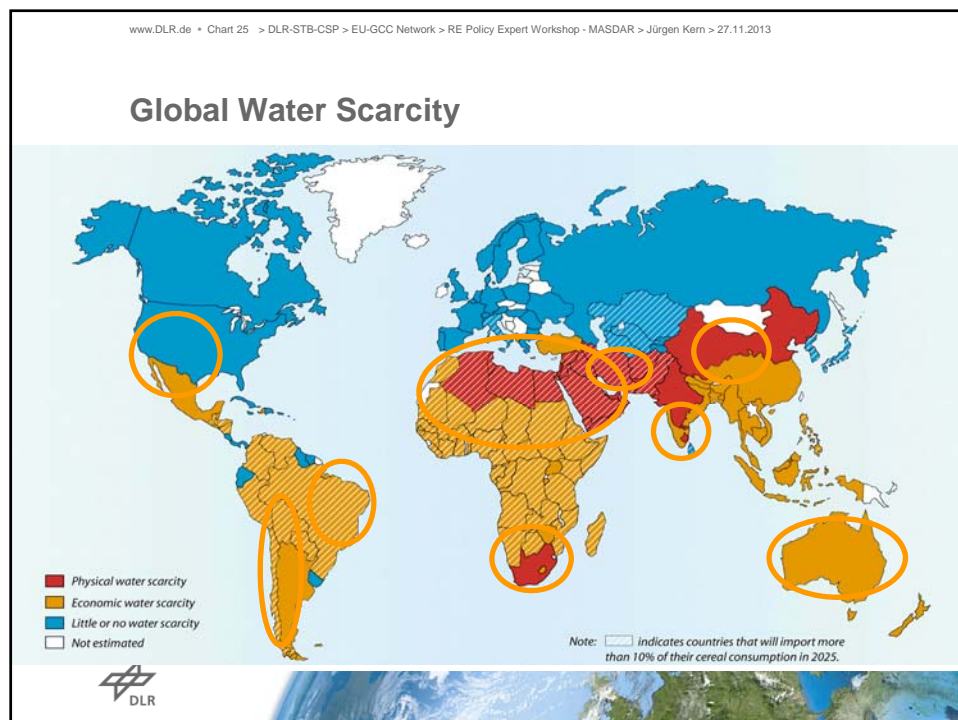 www.DLR.de • Chart 25 > DLR-STB-CSP > EU-GCC Network > RE Policy Expert Workshop - MASDAR > Jürgen Kern > 27.11.2013
Global Water Scarcity
Physical water scarcity
Economic water scarcity
Little or no water scarcity
Not estimated
Note: indicates countries that will import more
than 10% of their cereal consumption in 2025.
DLR